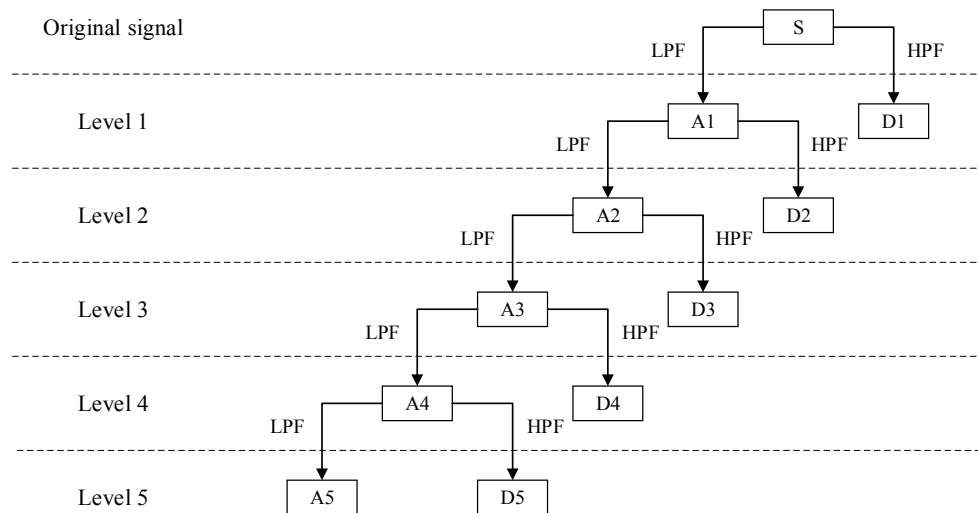 Original signal
S
LPF
HPF
Level 1
A1
D1
LPF
HPF
Level 2
A2
D2
LPF
HPF
Level 3
A3
D3
LPF
HPF
Level 4
A4
D4
LPF
HPF
Level 5
A5
D5